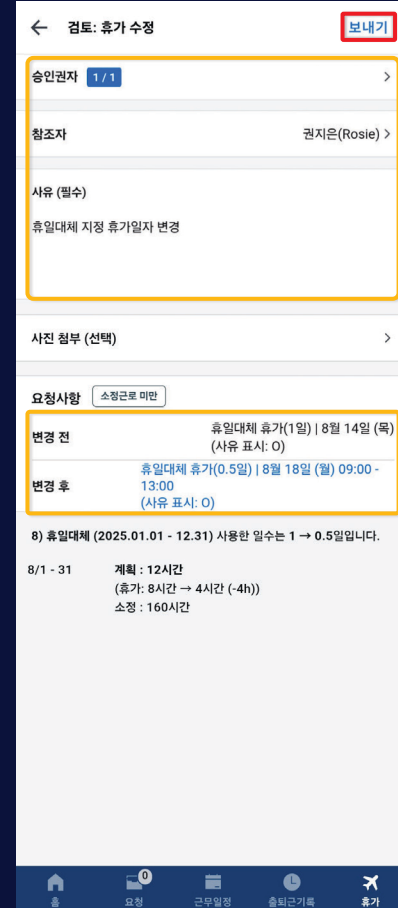 검토: 휴가 수정
보내기
승인권자 1 / 1
참조자 권지은(Rosie)
사유 (필수)
휴일대체 지정 휴가일자 변경
사진 첨부 (선택)
요청사항 소정근로 미만
변경 전
휴일대체 휴가(1일) | 8월 14일 (목)
(사유 표시: O)
변경 후
휴일대체 휴가(0.5일) | 8월 18일 (월) 09:00 -
13:00
(사유 표시: O)
8) 휴일대체 (2025.01.01 - 12.31) 사용한 일수는 1 → 0.5일입니다.
8/1 - 31 계획 : 12시간
(휴가: 8시간 → 4시간 (-4h))
소정 : 160시간
0
홈 요청 근무일정 출퇴근기록 휴가